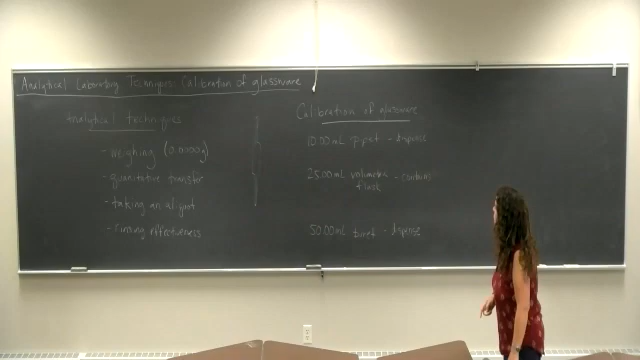 Analytical Laboratory Techniques: Calibration of glassware
Analytical techniques
- weighing (0.0000g)
- quantitative transfer
- taking an aliquot
- rinsing effectiveness
Calibration of glassware
10.00mL pipet - dispense
25.00mL volumetric - contains
flask
50.00mL buret - dispense